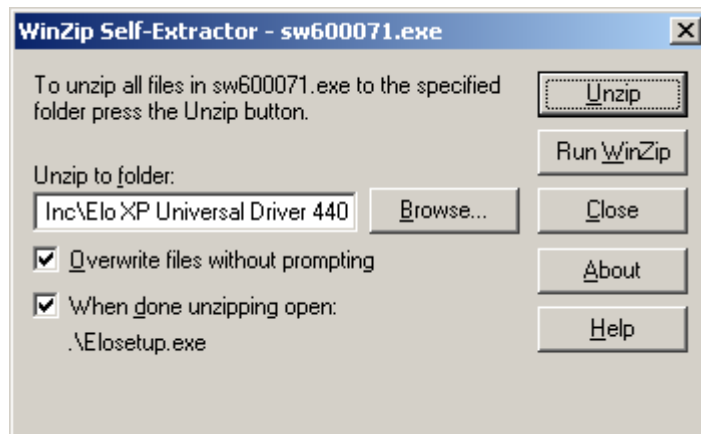 WinZip Self-Extractor - sw600071.exe
To unzip all files in sw600071.exe to the specified
folder press the Unzip button.
Unzip
Run WinZip
Unzip to folder:
Inc\Elo XP Universal Driver 440
Browse...
Close
Overwrite files without prompting
About
When done unzipping open:
.\Elosetup.exe
Help